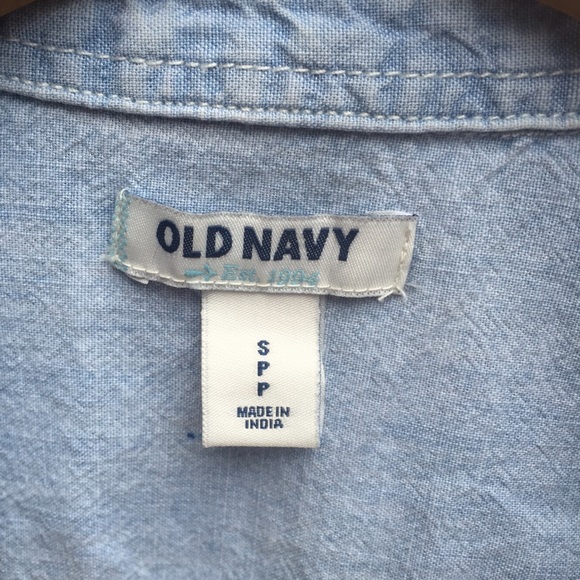 OLD NAVY
Est. 1994
S
P
P
MADE IN
INDIA